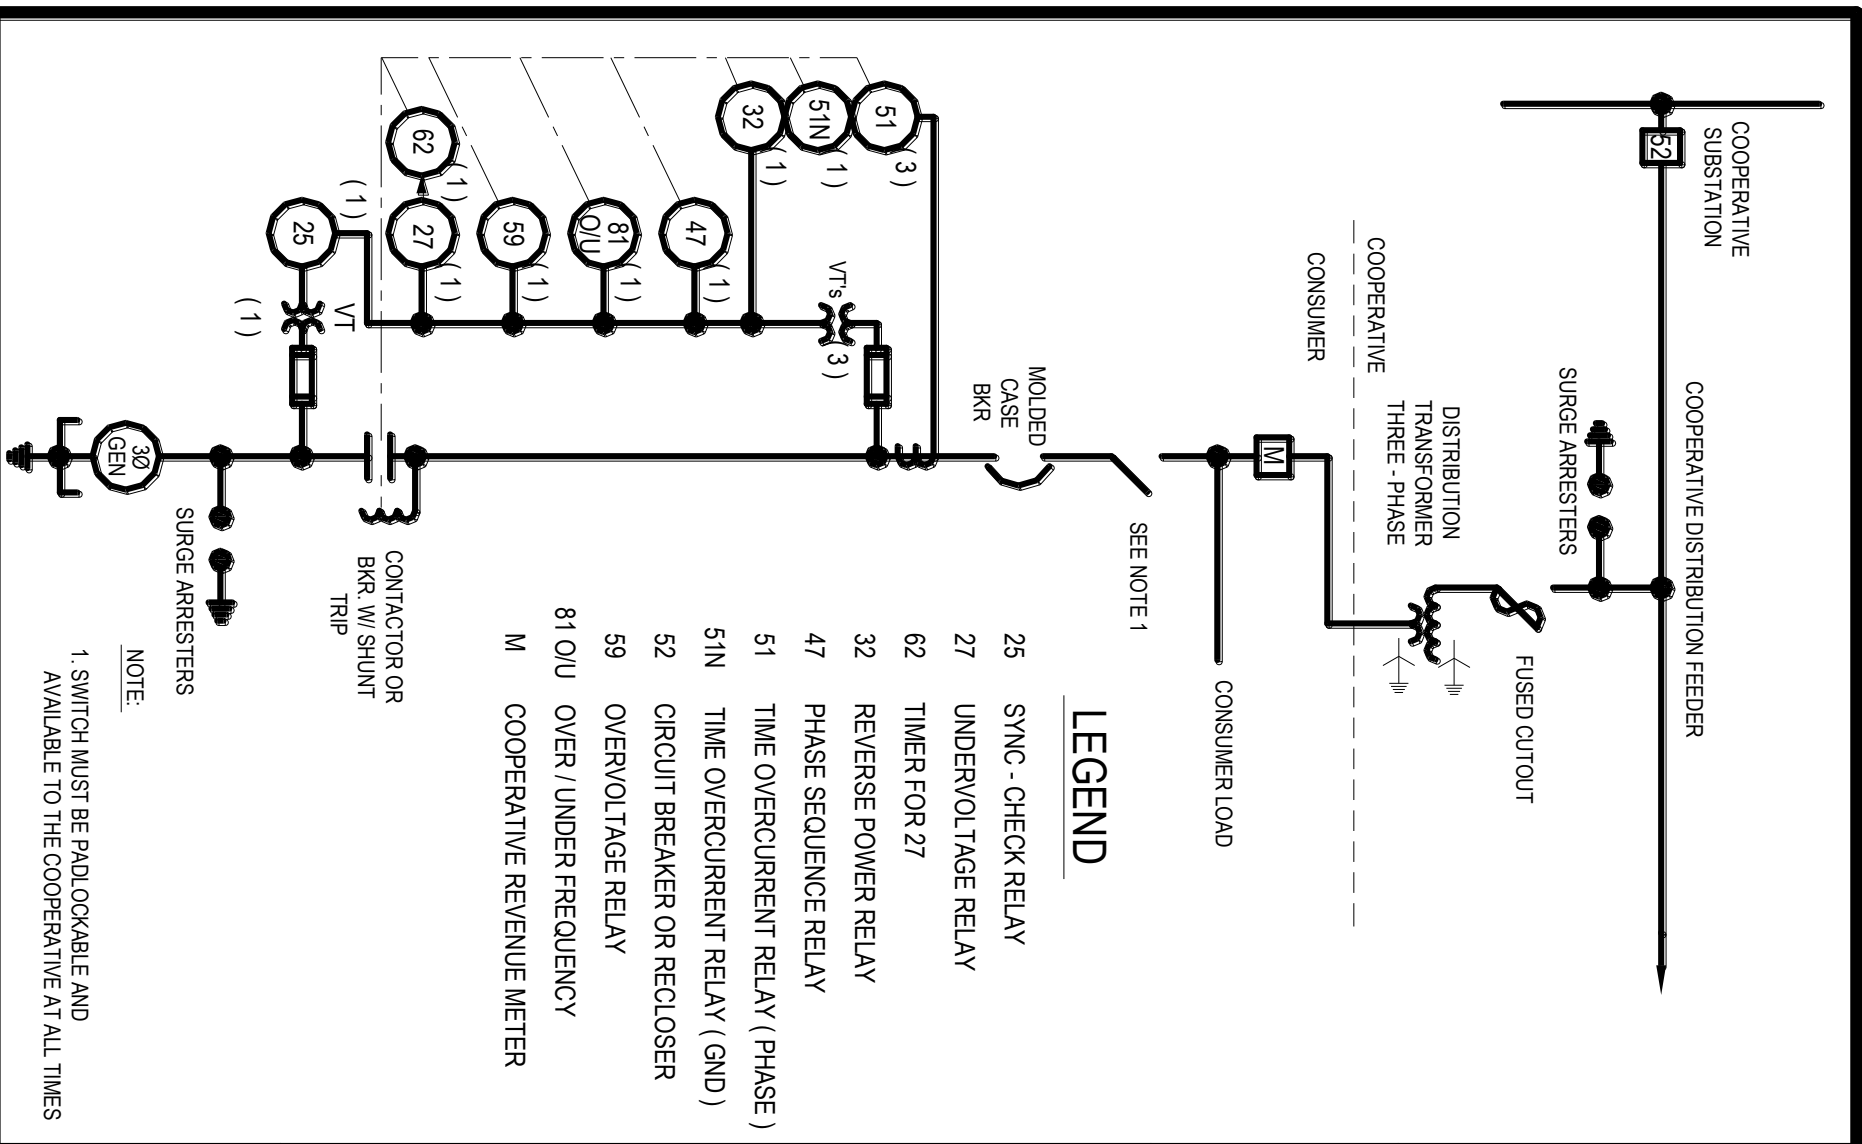 COOPERATIVE
SUBSTATION
52
COOPERATIVE DISTRIBUTION FEEDER
SURGE ARRESTERS
FUSED CUTOUT
DISTRIBUTION
TRANSFORMER
THREE - PHASE
COOPERATIVE
CONSUMER
M
CONSUMER LOAD
SEE NOTE 1
MOLDED
CASE
BKR
51
( 3 )
51N
( 1 )
32
( 1 )
VT's
( 3 )
47
( 1 )
81
O/U
( 1 )
59
( 1 )
62
( 1 )
27
( 1 )
25
( 1 )
VT
( 1 )
CONTACTOR OR
BKR. W/ SHUNT
TRIP
SURGE ARRESTERS
3Ø
GEN
LEGEND
25 SYNC - CHECK RELAY
27 UNDERVOLTAGE RELAY
62 TIMER FOR 27
32 REVERSE POWER RELAY
47 PHASE SEQUENCE RELAY
51 TIME OVERCURRENT RELAY ( PHASE )
51N TIME OVERCURRENT RELAY ( GND )
52 CIRCUIT BREAKER OR RECLOSER
59 OVERVOLTAGE RELAY
81 O/U OVER / UNDER FREQUENCY
M COOPERATIVE REVENUE METER
NOTE:
1. SWITCH MUST BE PADLOCKABLE AND
AVAILABLE TO THE COOPERATIVE AT ALL TIMES